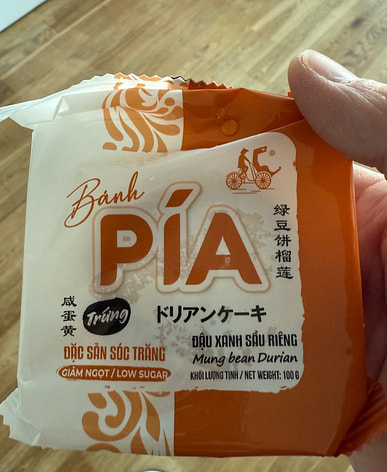 Bánh
PÍA
绿豆饼榴莲
咸蛋黄
Trứng
ドリアンケーキ
ĐẶC SẢN SÓC TRĂNG
GIẢM NGỌT / LOW SUGAR
ĐẬU XANH SẦU RIÊNG
Mung bean Durian
KHỐI LƯỢNG TỊNH / NET WEIGHT: 100 G